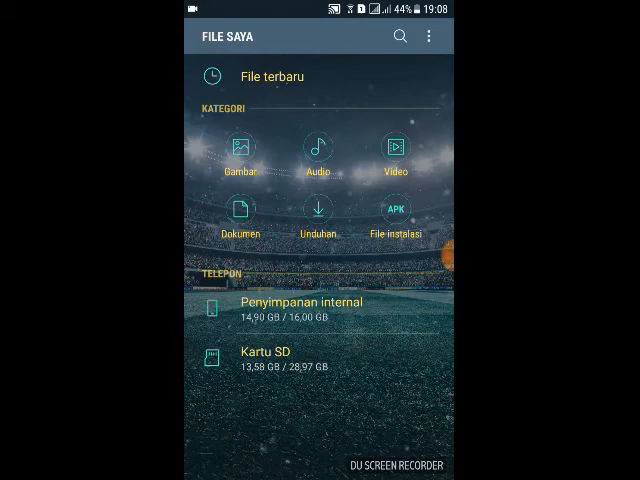 44% 19:08
FILE SAYA
File terbaru
KATEGORI
Gambar Audio Video
APK
Dokumen Unduhan File instalasi
TELEPON
Penyimpanan internal
14,90 GB / 16,00 GB
Kartu SD
13,58 GB / 28,97 GB
DU SCREEN RECORDER